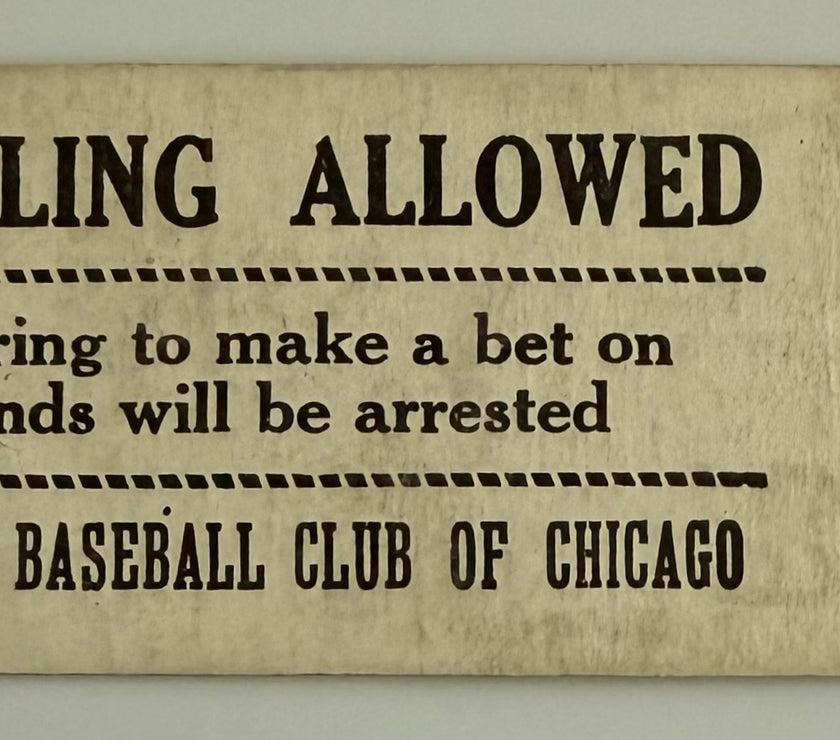 LING ALLOWED
ring to make a bet on
nds will be arrested
BASEBALL CLUB OF CHICAGO